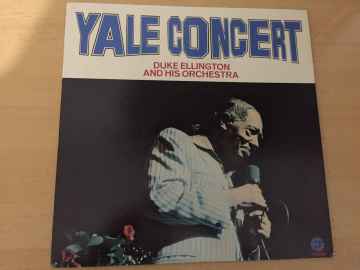 YALE CONCERT
DUKE ELLINGTON
AND HIS ORCHESTRA